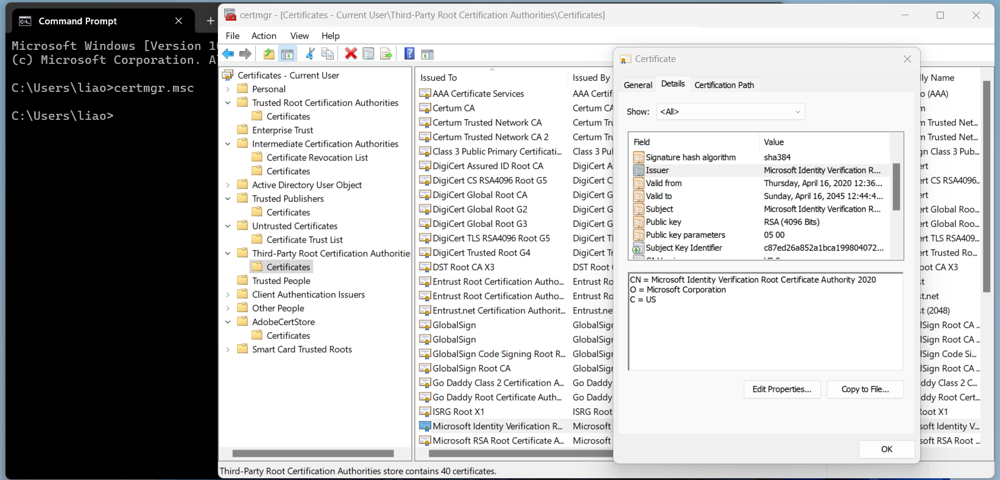 Command Prompt
Microsoft Windows [Version 1
(c) Microsoft Corporation. A
C:\Users\liao>certmgr.msc
C:\Users\liao>
certmgr - [Certificates - Current User\Third-Party Root Certification Authorities\Certificates]
File Action View Help
Certificates - Current User
Personal
Trusted Root Certification Authorities
Certificates
Enterprise Trust
Intermediate Certification Authorities
Certificate Revocation List
Certificates
Active Directory User Object
Trusted Publishers
Certificates
Untrusted Certificates
Certificate Trust List
Third-Party Root Certification Authoritie
Certificates
Trusted People
Client Authentication Issuers
Other People
AdobeCertStore
Certificates
Smart Card Trusted Roots
Issued To Issued By lly Name
AAA Certificate Services AAA Certif o (AAA)
Certum CA Certum CA m
Certum Trusted Network CA Certum Tru m Trusted Net...
Certum Trusted Network CA 2 Certum Tru m Trusted Net...
Class 3 Public Primary Certificati... Class 3 Pul gn Class 3 Pub...
DigiCert Assured ID Root CA DigiCert A ert
DigiCert CS RSA4096 Root G5 DigiCert C ert CS RSA4096...
DigiCert Global Root CA DigiCert G ert
DigiCert Global Root G2 DigiCert G ert Global Roo...
DigiCert Global Root G3 DigiCert G ert Global Roo...
DigiCert TLS RSA4096 Root G5 DigiCert T ert TLS RSA409...
DigiCert Trusted Root G4 DigiCert Tr ert Trusted Ro...
DST Root CA X3 DST Root oot CA X3
Entrust Root Certification Autho... Entrust Ro st
Entrust Root Certification Autho... Entrust Ro st.net
Entrust.net Certification Authorit... Entrust.ne st (2048)
GlobalSign GlobalSign lSign Root CA ...
GlobalSign GlobalSign lSign Root CA ...
GlobalSign Code Signing Root R... GlobalSign lSign Code Si...
GlobalSign Root CA GlobalSign lSign Root CA ...
Go Daddy Class 2 Certification A... Go Daddy ddy Class 2 C...
Go Daddy Root Certificate Auth... Go Daddy ddy Root Cert...
ISRG Root X1 ISRG Root oot X1
Microsoft Identity Verification R... Microsoft soft Identity V...
Microsoft RSA Root Certificate A... Microsoft soft RSA Root ...
Third-Party Root Certification Authorities store contains 40 certificates.
Certificate
General Details Certification Path
Show: <All>
Field Value
Signature hash algorithm sha384
Issuer Microsoft Identity Verification R...
Valid from Thursday, April 16, 2020 12:36...
Valid to Sunday, April 16, 2045 12:44:4...
Subject Microsoft Identity Verification R...
Public key RSA (4096 Bits)
Public key parameters 05 00
Subject Key Identifier c87ed26a852a1bca199804072...
CN = Microsoft Identity Verification Root Certificate Authority 2020
O = Microsoft Corporation
C = US
Edit Properties... Copy to File...
OK